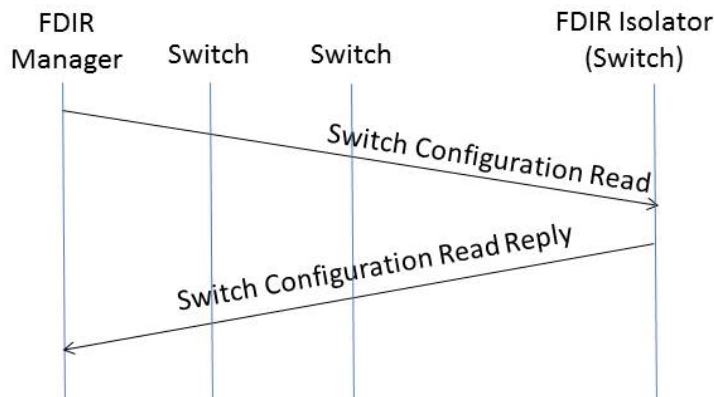 FDIR
Manager
Switch
Switch
FDIR Isolator
(Switch)
Switch Configuration Read
Switch Configuration Read Reply